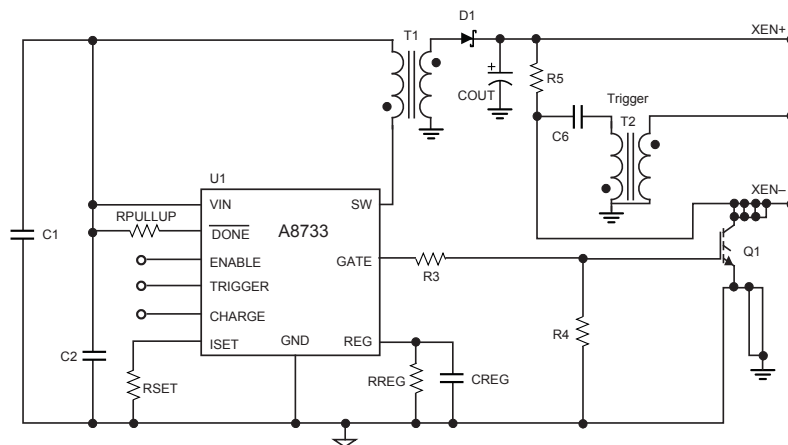 D1
XEN+
T1
R5
COUT
+
Trigger
C6
T2
U1
XEN–
VIN
SW
RPULLUP
DONE
A8733
C1
ENABLE
GATE
R3
Q1
TRIGGER
CHARGE
R4
GND
REG
C2
ISET
RSET
RREG
CREG